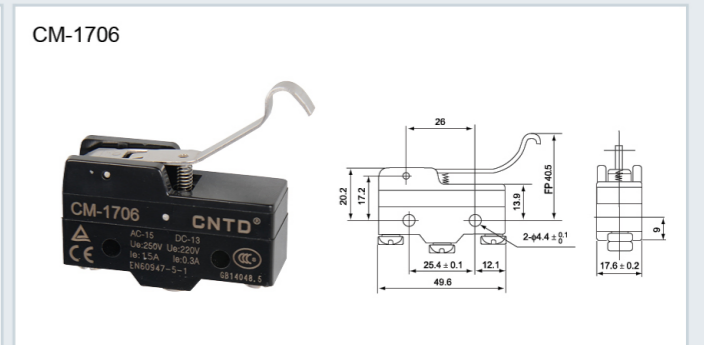 CM-1706
CM-1706
CNTD®
AC-15 DC-13
Ue:250V Ue:220V
Ie:1.5A Ie:0.3A
EN60947-5-1
GB14048.5
CE
CCC
26
20.2
17.2
13.9
FP 40.5
2-φ4.4 ± 0.1 0
25.4 ± 0.1
12.1
49.6
9
17.6 ± 0.2